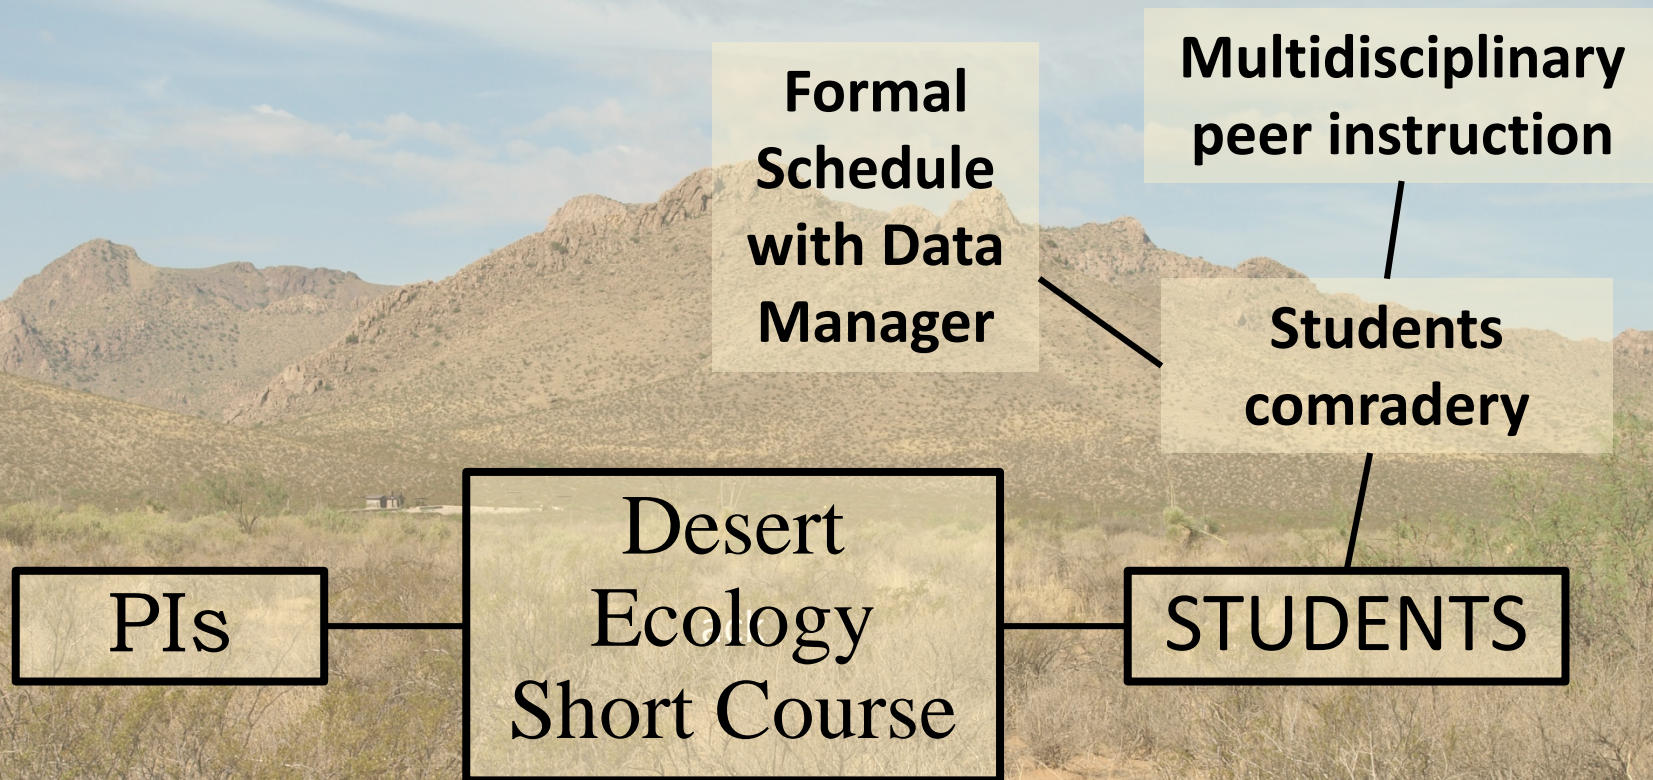 Formal
Schedule
with Data
Manager
Multidisciplinary
peer instruction
Students
comradery
PIs
Desert
Ecology
Short Course
STUDENTS